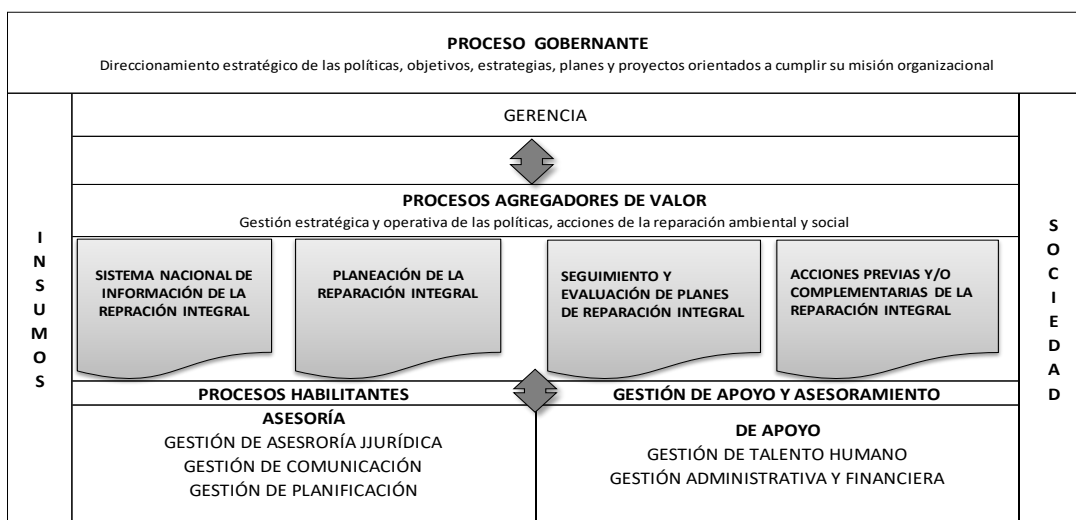 PROCESO GOBERNANTE
Direccionamiento estratégico de las políticas, objetivos, estrategias, planes y proyectos orientados a cumplir su misión organizacional
INSUMOS
GERENCIA
PROCESOS AGREGADORES DE VALOR
Gestión estratégica y operativa de las políticas, acciones de la reparación ambiental y social
SISTEMA NACIONAL DE
INFORMACIÓN DE LA
REPRACIÓN INTEGRAL
PLANEACIÓN DE LA
REPARACIÓN INTEGRAL
SEGUIMIENTO Y
EVALUACIÓN DE PLANES
DE REPARACIÓN INTEGRAL
ACCIONES PREVIAS Y/O
COMPLEMENTARIAS DE LA
REPARACIÓN INTEGRAL
PROCESOS HABILITANTES
GESTIÓN DE APOYO Y ASESORAMIENTO
ASESORÍA
GESTIÓN DE ASESRORÍA JJURÍDICA
GESTIÓN DE COMUNICACIÓN
GESTIÓN DE PLANIFICACIÓN
DE APOYO
GESTIÓN DE TALENTO HUMANO
GESTIÓN ADMINISTRATIVA Y FINANCIERA
SOCIEDAD